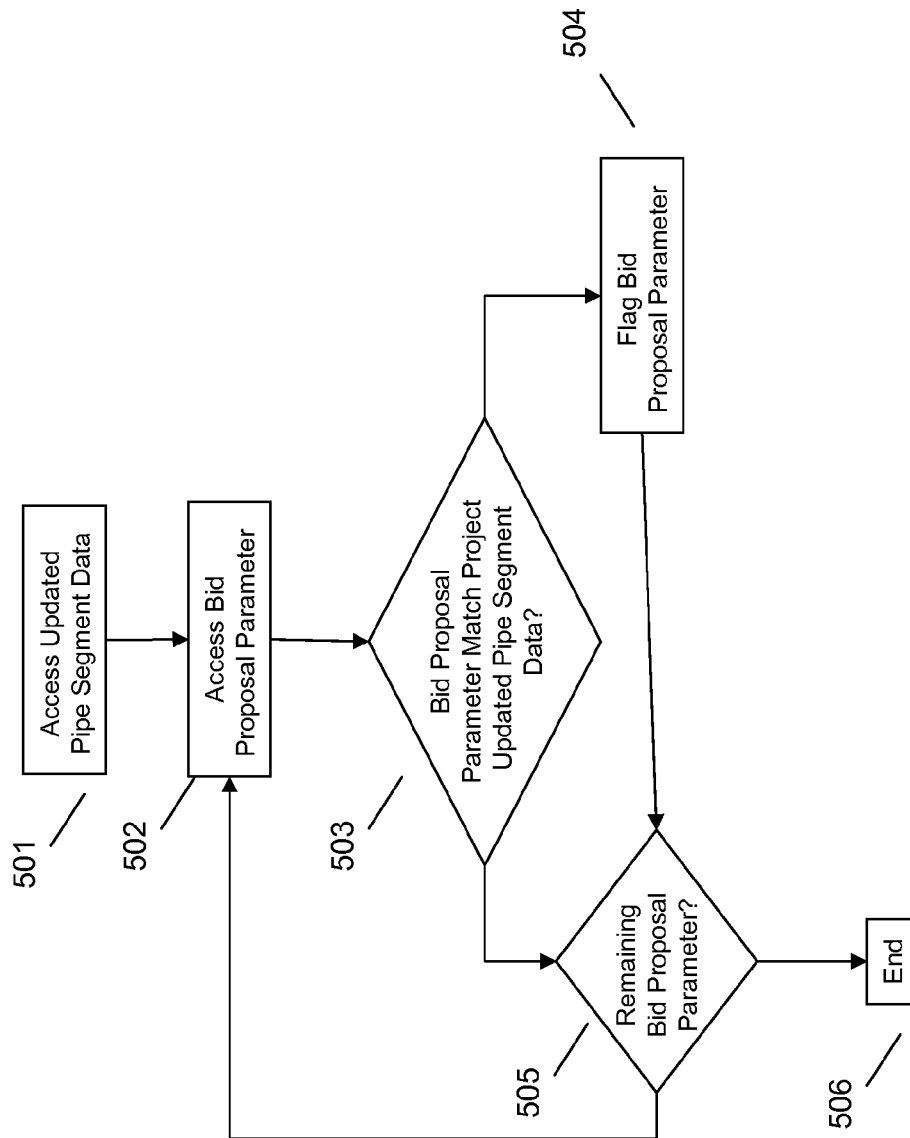 501
Access Updated
Pipe Segment Data
502
Access Bid
Proposal Parameter
503
Bid Proposal
Parameter Match Project
Updated Pipe Segment
Data?
504
Flag Bid
Proposal Parameter
505
Remaining
Bid Proposal
Parameter?
506
End